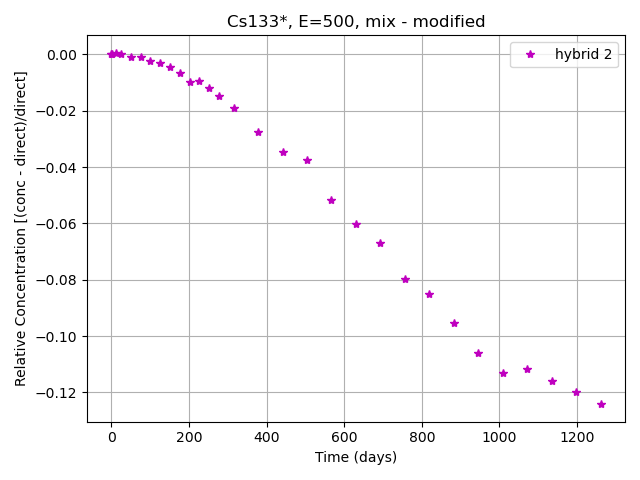 Cs133*, E=500, mix - modified
hybrid 2
0.00
−0.02
−0.04
−0.06
−0.08
−0.10
−0.12
Relative Concentration [(conc - direct)/direct]
0 200 400 600 800 1000 1200
Time (days)